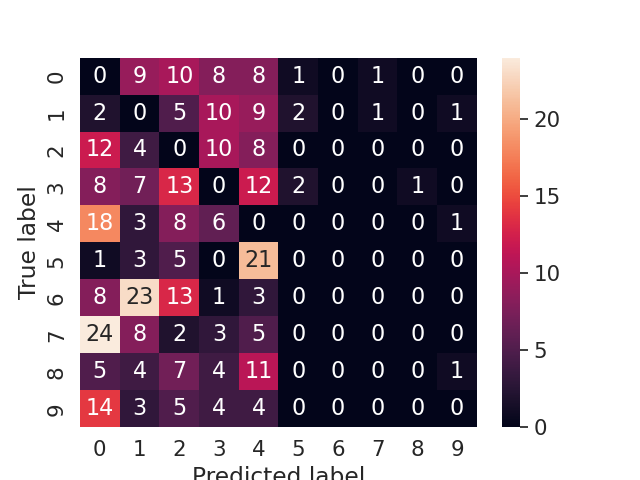 0 0 9 10 8 8 1 0 1 0 0
1 2 0 5 10 9 2 0 1 0 1
2 12 4 0 10 8 0 0 0 0 0
3 8 7 13 0 12 2 0 0 1 0
4 18 3 8 6 0 0 0 0 0 1
5 1 3 5 0 21 0 0 0 0 0
6 8 23 13 1 3 0 0 0 0 0
7 24 8 2 3 5 0 0 0 0 0
8 5 4 7 4 11 0 0 0 0 1
9 14 3 5 4 4 0 0 0 0 0
0 1 2 3 4 5 6 7 8 9
Predicted label
True label
20
15
10
5
0